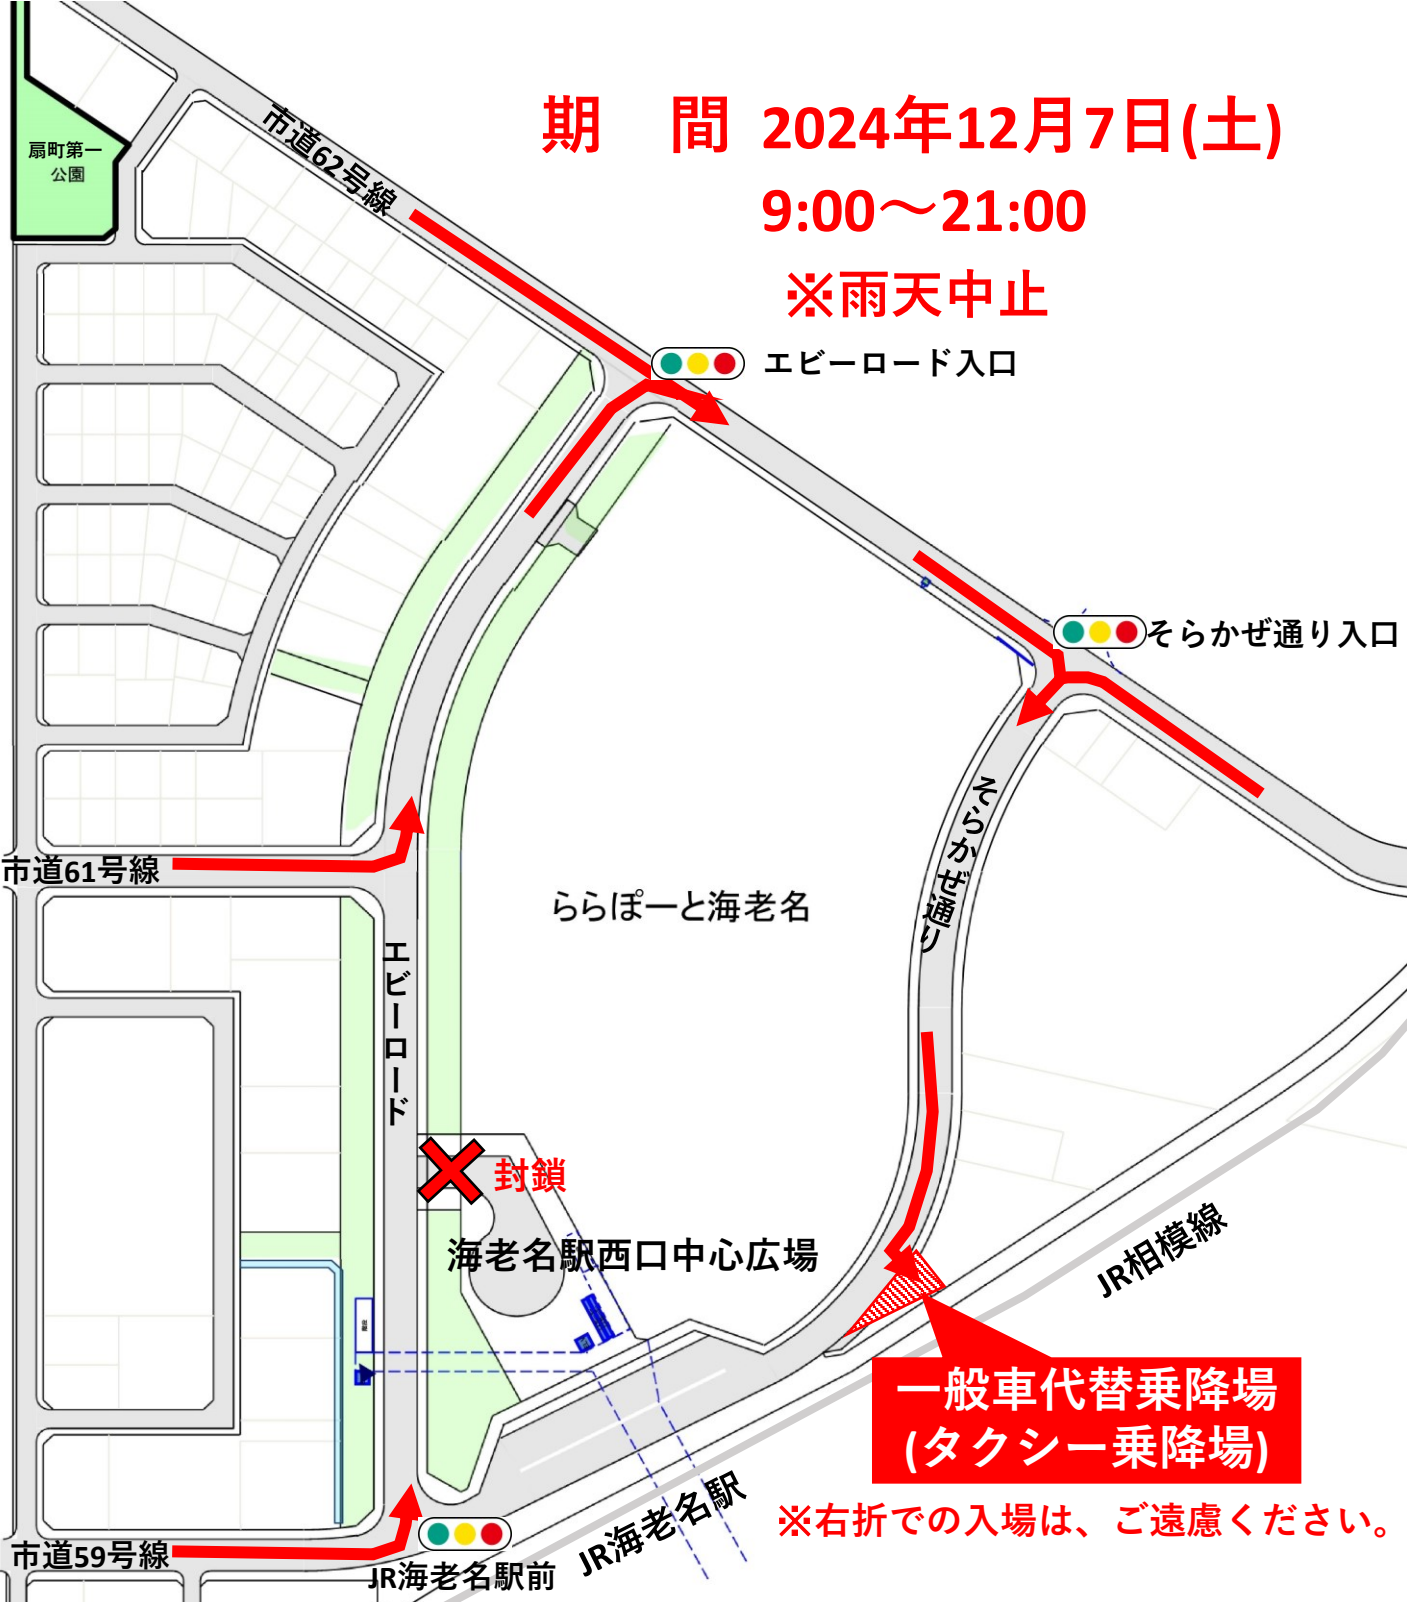 期　間 2024年12月7日(土)
9:00～21:00
※雨天中止
扇町第一
公園
市道62号線
エビーロード入口
そらかぜ通り入口
そらかぜ通り
市道61号線
ららぽーと海老名
エビーロード
封鎖
海老名駅西口中心広場
JR相模線
一般車代替乗降場
(タクシー乗降場)
※右折での入場は、ご遠慮ください。
JR海老名駅
市道59号線
JR海老名駅前